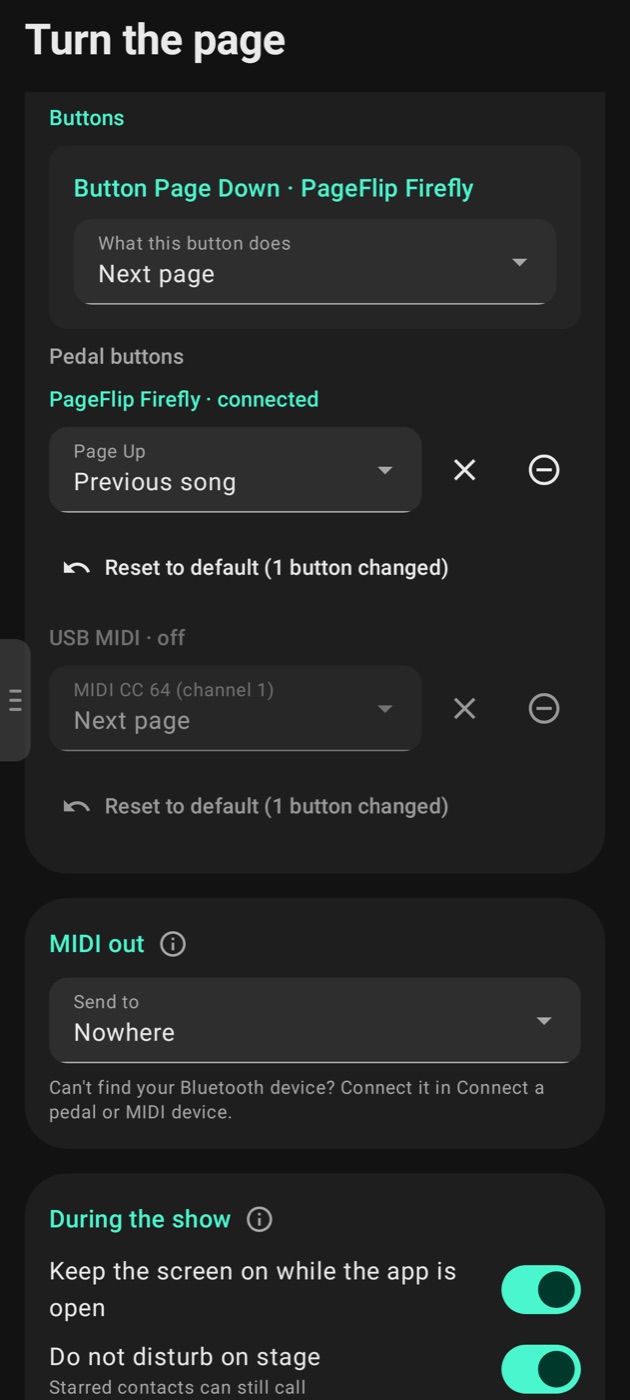 Turn the page
Buttons
Button Page Down · PageFlip Firefly
What this button does
Next page
Pedal buttons
PageFlip Firefly · connected
Page Up
Previous song
Reset to default (1 button changed)
USB MIDI · off
MIDI CC 64 (channel 1)
Next page
Reset to default (1 button changed)
MIDI out
Send to
Nowhere
Can't find your Bluetooth device? Connect it in Connect a
pedal or MIDI device.
During the show
Keep the screen on while the app is
open
Do not disturb on stage
Starred contacts can still call